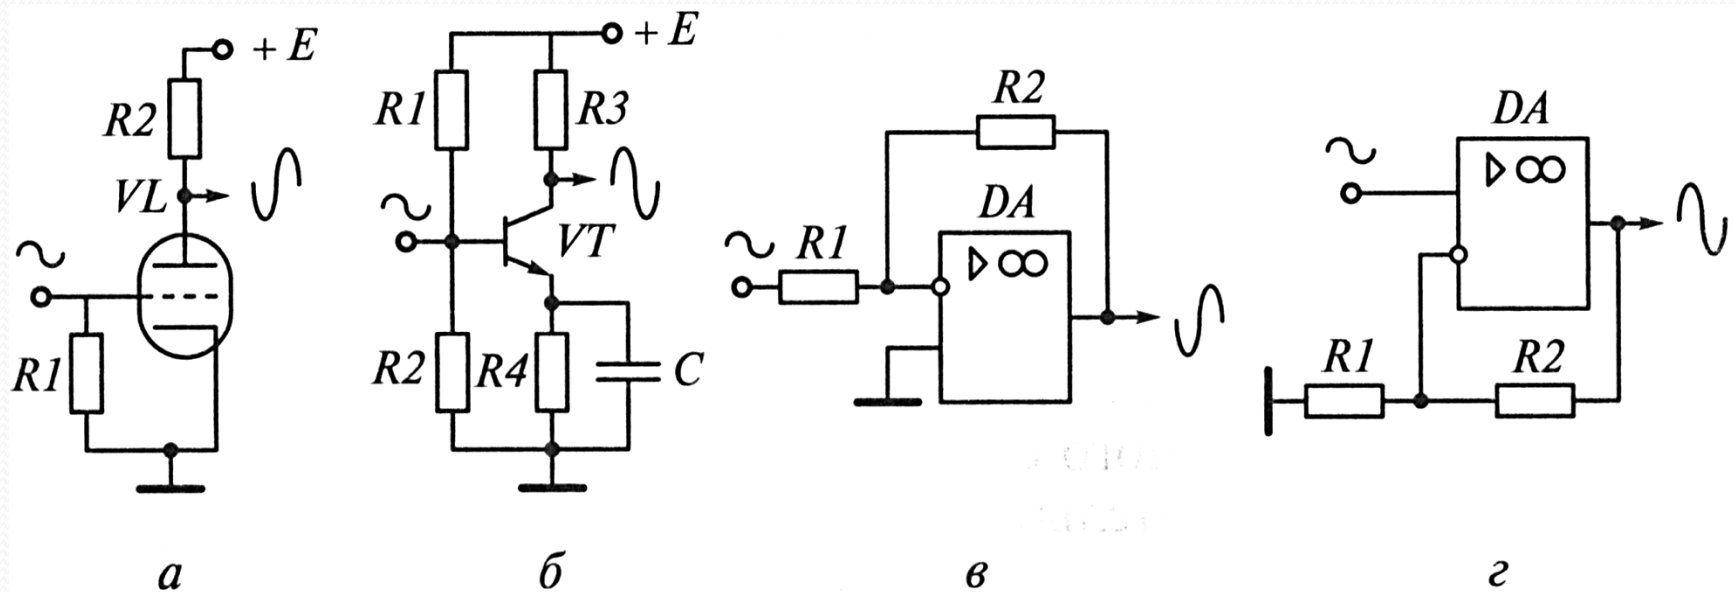 + E
R2
VL
R1
а
+ E
R1
R3
VT
R2
R4
C
б
R2
DA
R1
▷ ∞
в
DA
▷ ∞
R1
R2
г